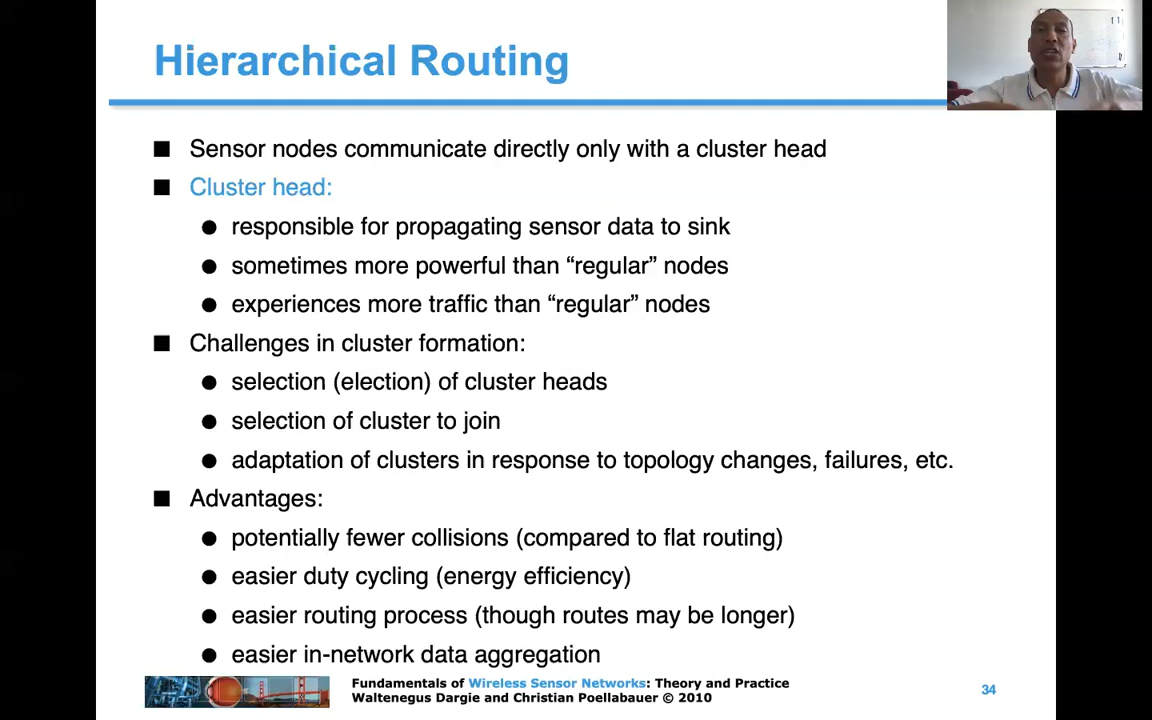 Hierarchical Routing
■ Sensor nodes communicate directly only with a cluster head
■ Cluster head:
● responsible for propagating sensor data to sink
● sometimes more powerful than “regular” nodes
● experiences more traffic than “regular” nodes
■ Challenges in cluster formation:
● selection (election) of cluster heads
● selection of cluster to join
● adaptation of clusters in response to topology changes, failures, etc.
■ Advantages:
● potentially fewer collisions (compared to flat routing)
● easier duty cycling (energy efficiency)
● easier routing process (though routes may be longer)
● easier in-network data aggregation
Fundamentals of Wireless Sensor Networks: Theory and Practice
Waltenegus Dargie and Christian Poellabauer © 2010
34